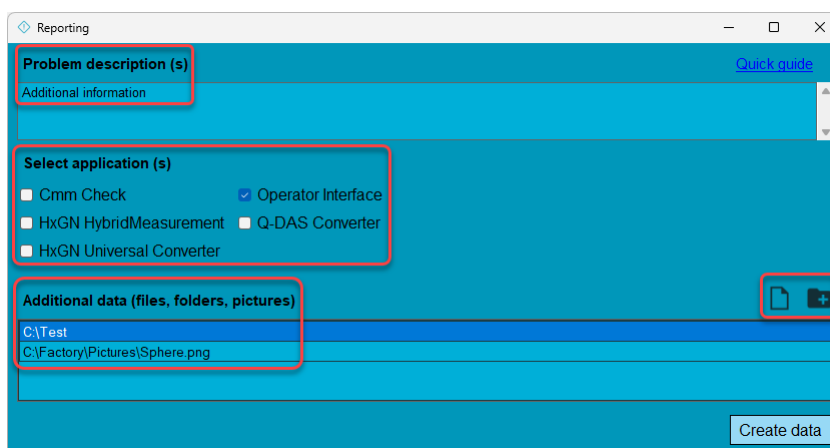 Reporting
Problem description (s)
Quick guide
Additional information
Select application (s)
Cmm Check
Operator Interface
HxGN HybridMeasurement
Q-DAS Converter
HxGN Universal Converter
Additional data (files, folders, pictures)
C:\Test
C:\Factory\Pictures\Sphere.png
Create data